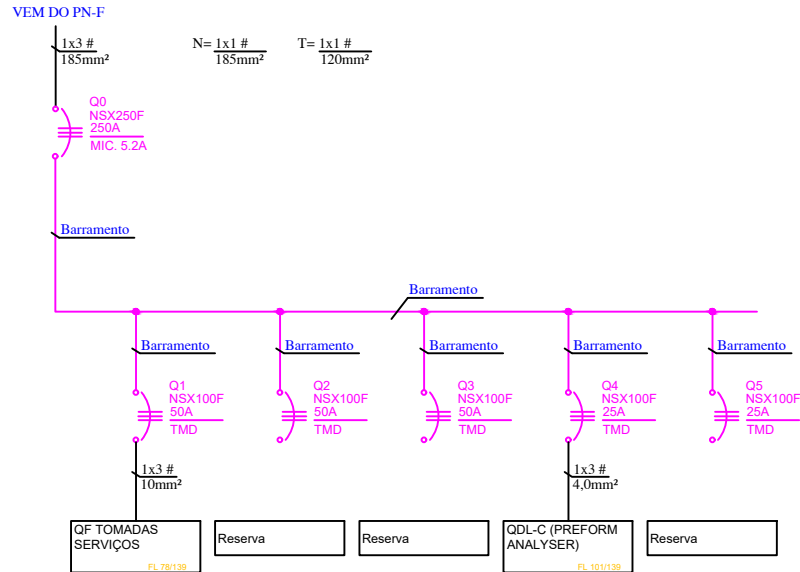 VEM DO PN-F
1x3 #
185mm²
N= 1x1 #
185mm²
T= 1x1 #
120mm²
Q0
NSX250F
250A
MIC. 5.2A
Barramento
Barramento
Barramento
Barramento
Barramento
Barramento
Barramento
Q1
NSX100F
50A
TMD
Q2
NSX100F
50A
TMD
Q3
NSX100F
50A
TMD
Q4
NSX100F
25A
TMD
Q5
NSX100F
25A
TMD
1x3 #
10mm²
1x3 #
4,0mm²
QF TOMADAS
SERVIÇOS
FL 78/139
Reserva
Reserva
QDL-C (PREFORM
ANALYSER)
FL 101/139
Reserva